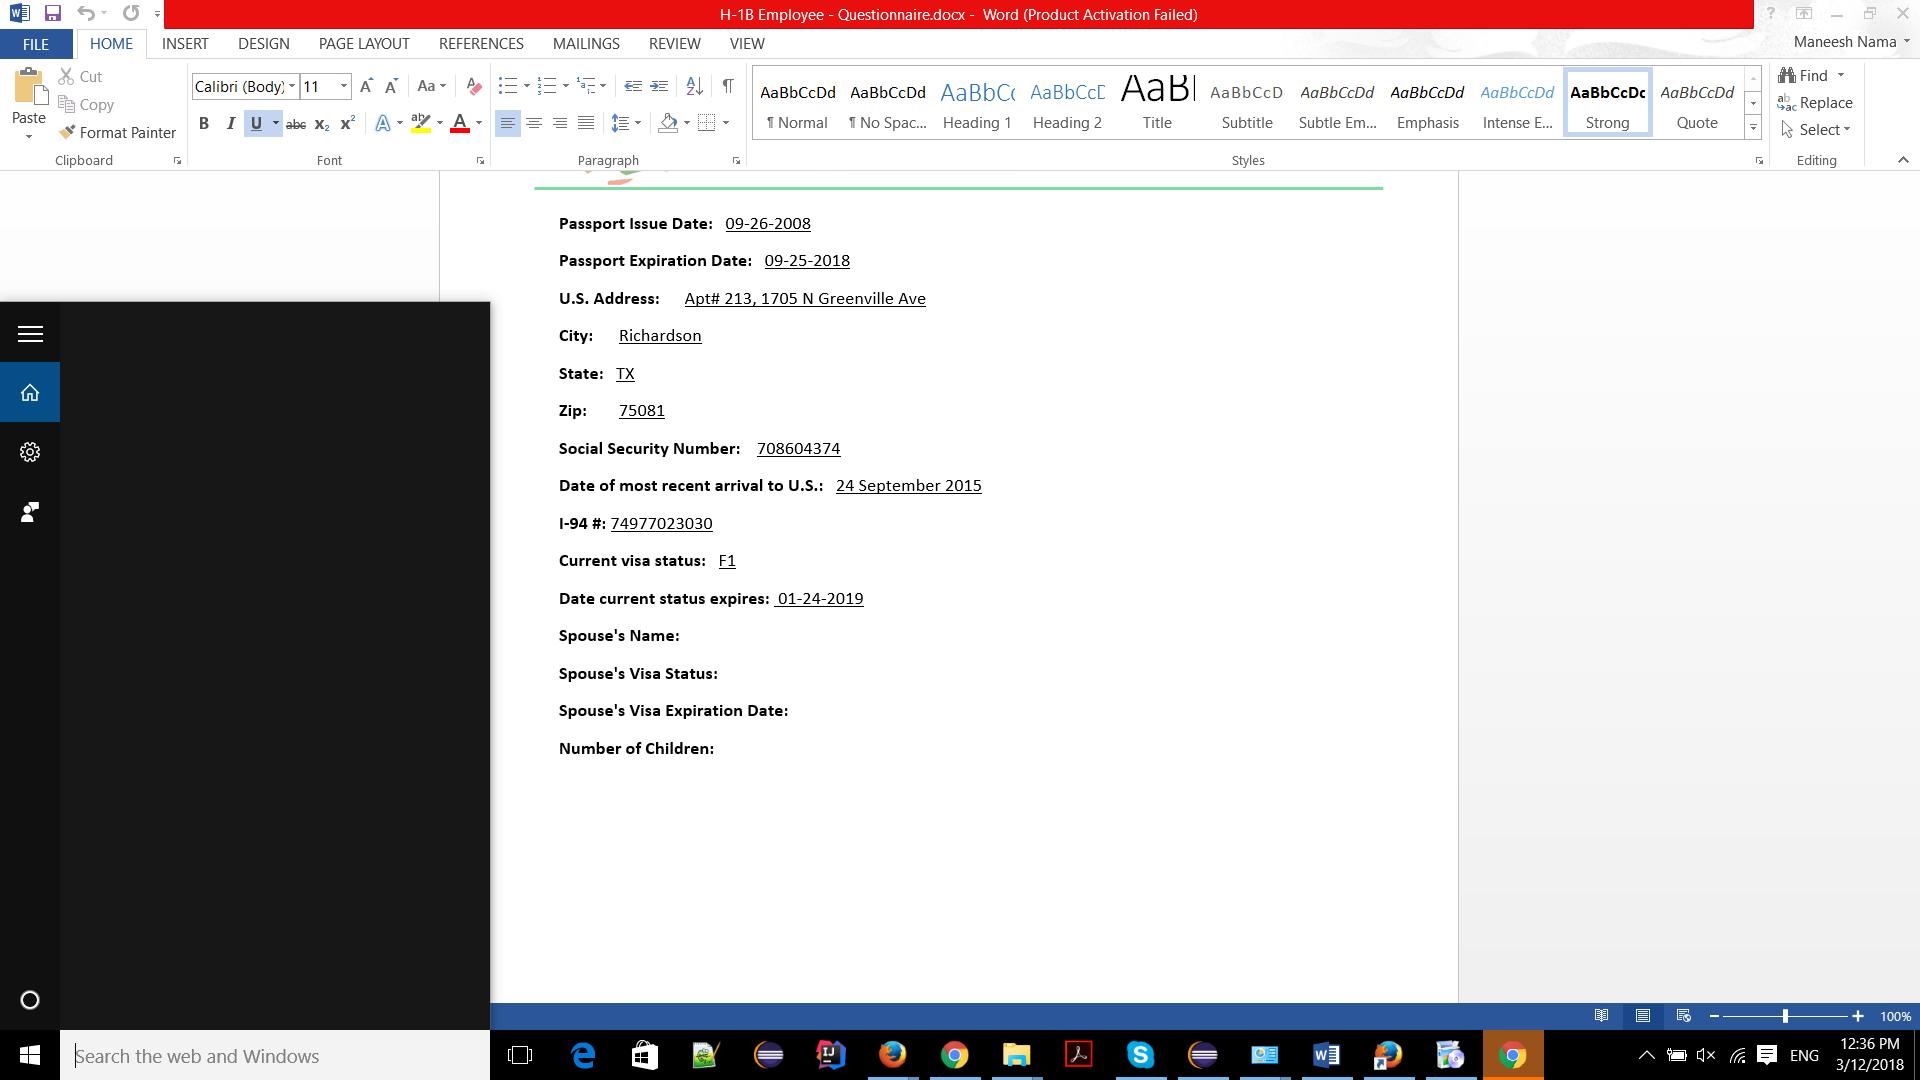 H-1B Employee - Questionnaire.docx - Word (Product Activation Failed)
FILE HOME INSERT DESIGN PAGE LAYOUT REFERENCES MAILINGS REVIEW VIEW
Maneesh Nama
Paste
Cut
Copy
Format Painter
Clipboard
Calibri (Body) 11
Font
Paragraph
AaBbCcDd AaBbCcDd AaBbCc AaBbCcD AaBl AaBbCcD AaBbCcDd AaBbCcDd AaBbCcDd AaBbCcDc AaBbCcDd
¶ Normal ¶ No Spac... Heading 1 Heading 2 Title Subtitle Subtle Em... Emphasis Intense E... Strong Quote
Styles
Find
Replace
Select
Editing
Passport Issue Date: 09-26-2008
Passport Expiration Date: 09-25-2018
U.S. Address: Apt# 213, 1705 N Greenville Ave
City: Richardson
State: TX
Zip: 75081
Social Security Number: 708604374
Date of most recent arrival to U.S.: 24 September 2015
I-94 #: 74977023030
Current visa status: F1
Date current status expires: 01-24-2019
Spouse's Name:
Spouse's Visa Status:
Spouse's Visa Expiration Date:
Number of Children:
100%
Search the web and Windows
ENG
12:36 PM
3/12/2018